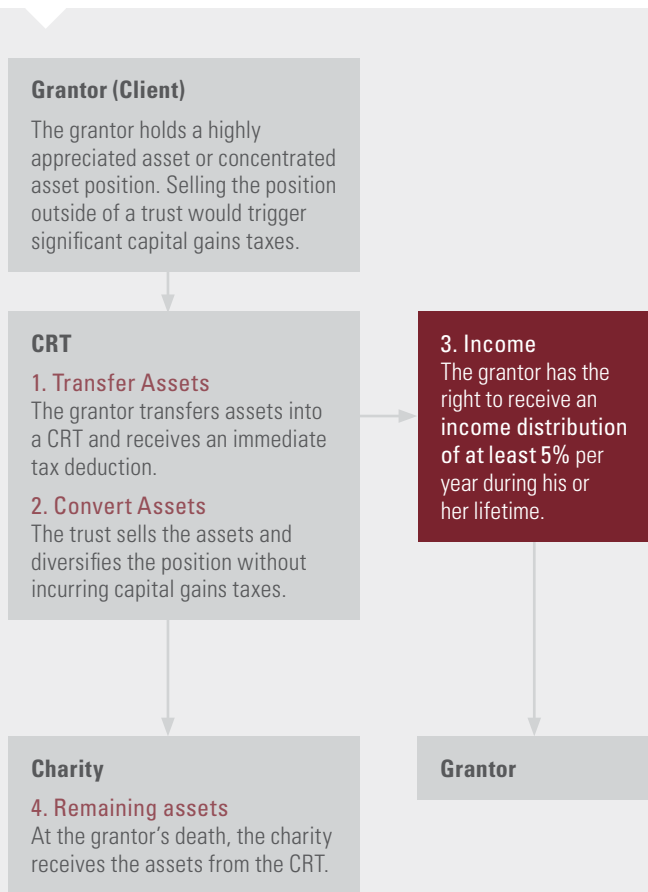 Grantor (Client)
The grantor holds a highly
appreciated asset or concentrated
asset position. Selling the position
outside of a trust would trigger
significant capital gains taxes.
CRT
1. Transfer Assets
The grantor transfers assets into
a CRT and receives an immediate
tax deduction.
2. Convert Assets
The trust sells the assets and
diversifies the position without
incurring capital gains taxes.
3. Income
The grantor has the
right to receive an
income distribution
of at least 5% per
year during his or
her lifetime.
Charity
4. Remaining assets
At the grantor’s death, the charity
receives the assets from the CRT.
Grantor